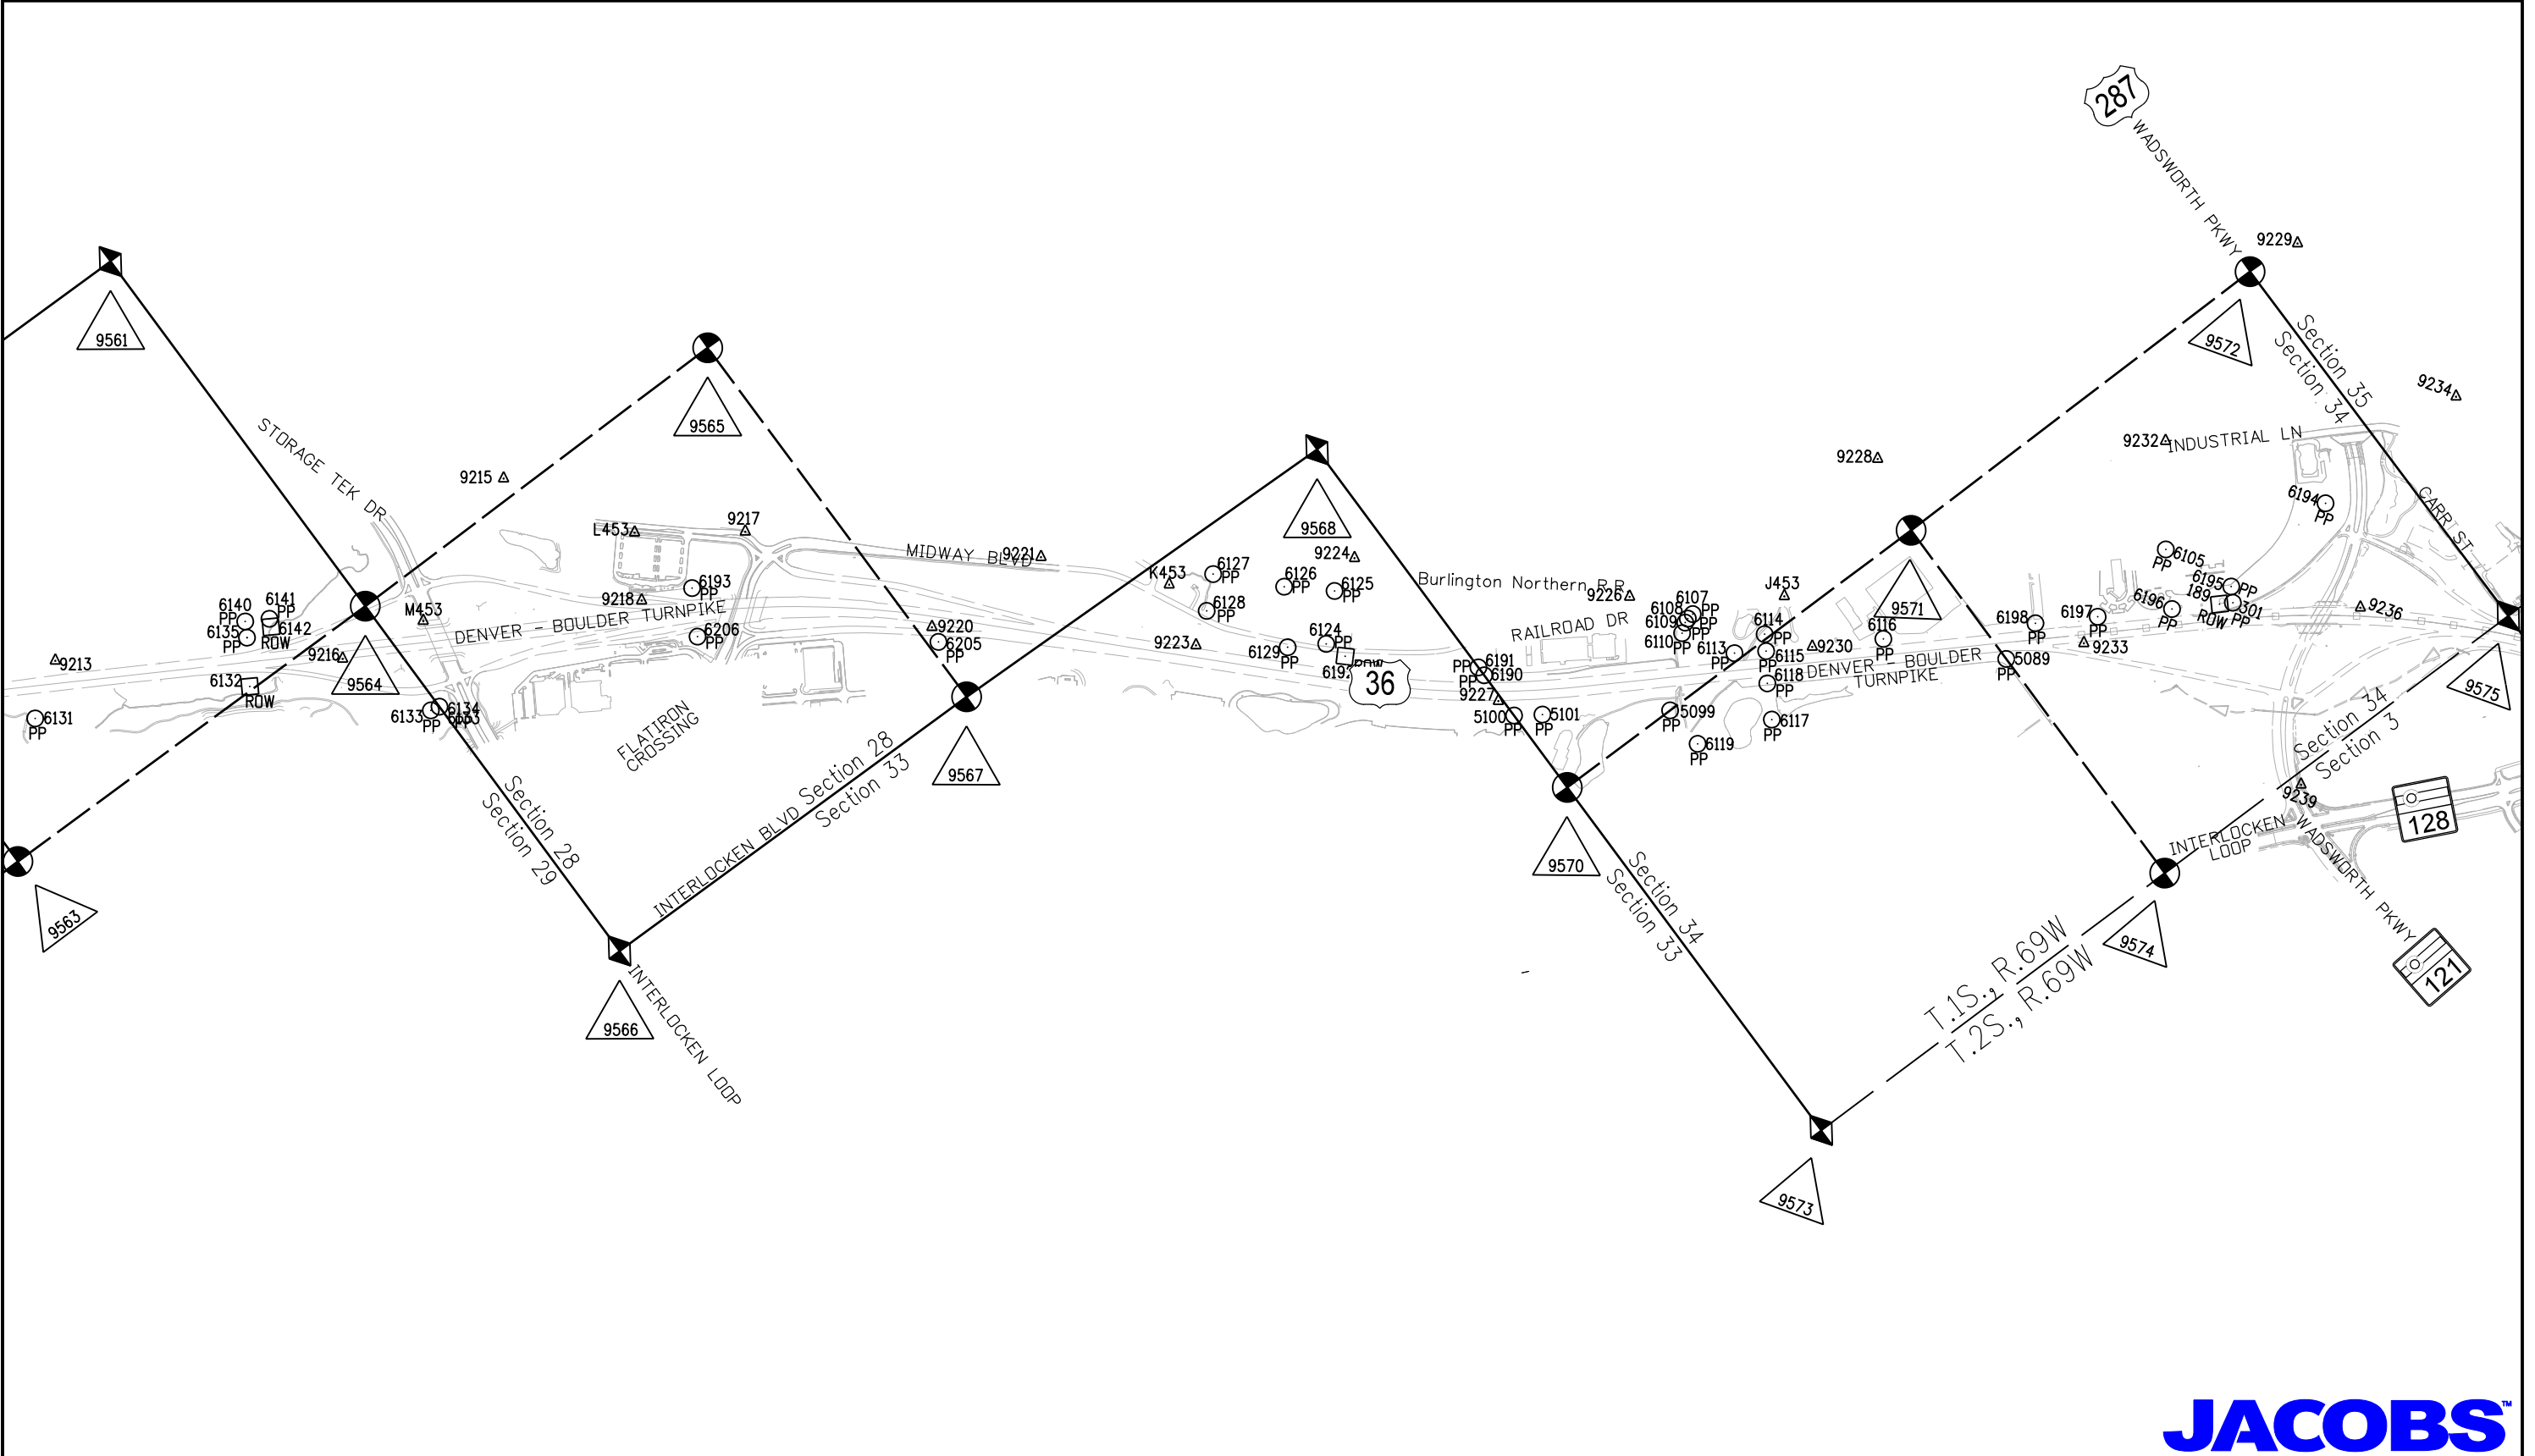 287
WADSWORTH PKWY
9229
9561
9572
Section 35
Section 34
9565
9234
STORAGE TEK DR
9215
9228
9232
INDUSTRIAL LN
CARR ST
6194
PP
L453
9217
9568
MIDWAY BLVD
9221
9224
K453
6127
PP
6126
PP
6125
PP
6128
PP
Burlington Northern R.R.
9226
J453
6105
PP
6193
PP
9218
6140
PP
6141
PP
6142
ROW
6135
PP
M453
DENVER - BOULDER TURNPIKE
6206
PP
9220
6205
PP
9223
6129
PP
6124
PP
ROW
36
RAILROAD DR
6107
PP
6108
PP
6109
PP
6110
PP
6113
PP
6114
PP
6115
PP
9230
9571
6116
PP
6198
PP
6197
PP
9233
6195
PP
6196
PP
189
ROW
301
PP
9236
9213
9216
9564
6132
ROW
6131
PP
6133
PP
6134
PP
6191
PP
6190
PP
9227
5100
PP
5101
PP
5099
PP
6118
PP
6117
PP
6119
PP
DENVER - BOULDER
TURNPIKE
5089
PP
9575
FLATIRON
CROSSING
9567
Section 28
Section 33
INTERLOCKEN BLVD
Section 28
Section 29
Section 34
Section 3
9239
128
INTERLOCKEN
LOOP
WADSWORTH PKWY
121
9563
9570
Section 34
Section 33
9574
T.1S., R.69W
T.2S., R.69W
9566
INTERLOCKEN LOOP
9573
JACOBS™